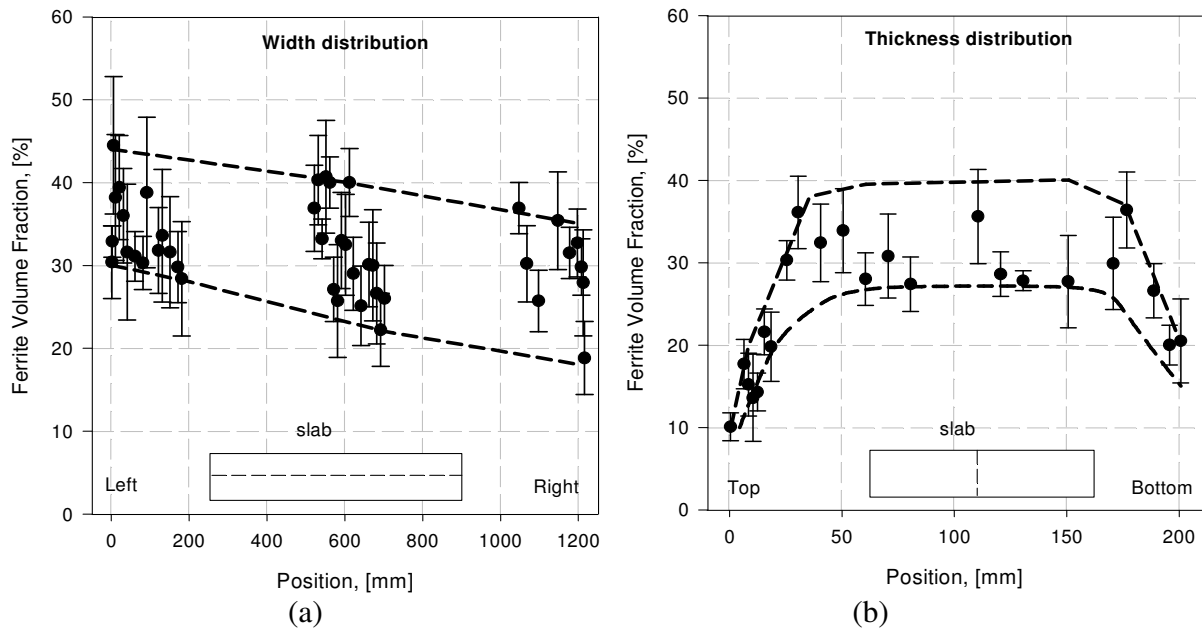 Width distribution
Ferrite Volume Fraction, [%]
60
50
40
30
20
10
0
slab
Left
Right
0 200 400 600 800 1000 1200
Position, [mm]
(a)
Thickness distribution
Ferrite Volume Fraction, [%]
60
50
40
30
20
10
0
slab
Top
Bottom
0 50 100 150 200
Position, [mm]
(b)